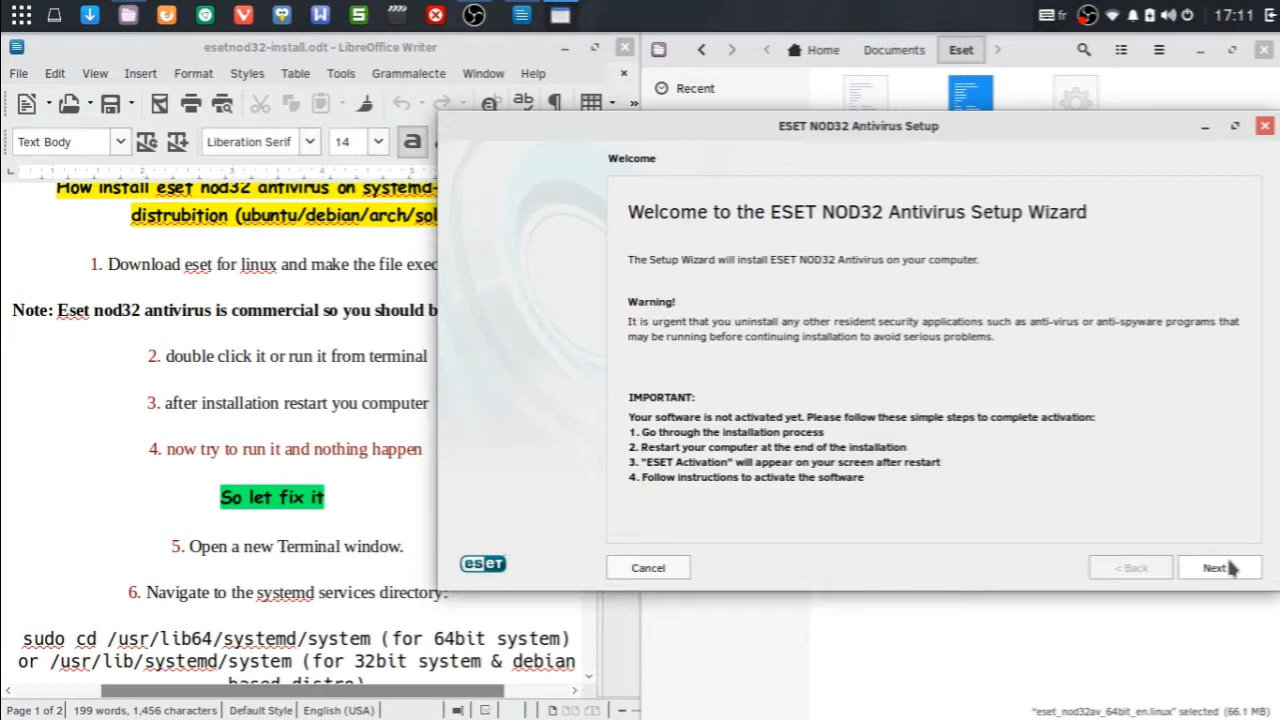 fr
17:11
esetnod32-install.odt - LibreOffice Writer
File Edit View Insert Format Styles Table Tools Grammalecte Window Help
Text Body
Liberation Serif
14
How install eset nod32 antivirus on systemd-
distrubition (ubuntu/debian/arch/sol
1. Download eset for linux and make the file exec
Note: Eset nod32 antivirus is commercial so you should b
2. double click it or run it from terminal
3. after installation restart you computer
4. now try to run it and nothing happen
So let fix it
5. Open a new Terminal window.
6. Navigate to the systemd services directory:
sudo cd /usr/lib64/systemd/system (for 64bit system)
or /usr/lib/systemd/system (for 32bit system & debian
based distro)
Page 1 of 2
199 words, 1,456 characters
Default Style
English (USA)
Home
Documents
Eset
Recent
ESET NOD32 Antivirus Setup
Welcome
Welcome to the ESET NOD32 Antivirus Setup Wizard
The Setup Wizard will install ESET NOD32 Antivirus on your computer.
Warning!
It is urgent that you uninstall any other resident security applications such as anti-virus or anti-spyware programs that
may be running before continuing installation to avoid serious problems.
IMPORTANT:
Your software is not activated yet. Please follow these simple steps to complete activation:
1. Go through the installation process
2. Restart your computer at the end of the installation
3. "ESET Activation" will appear on your screen after restart
4. Follow instructions to activate the software
eset
Cancel
< Back
Next
"eset_nod32av_64bit_en.linux" selected (66.1 MB)